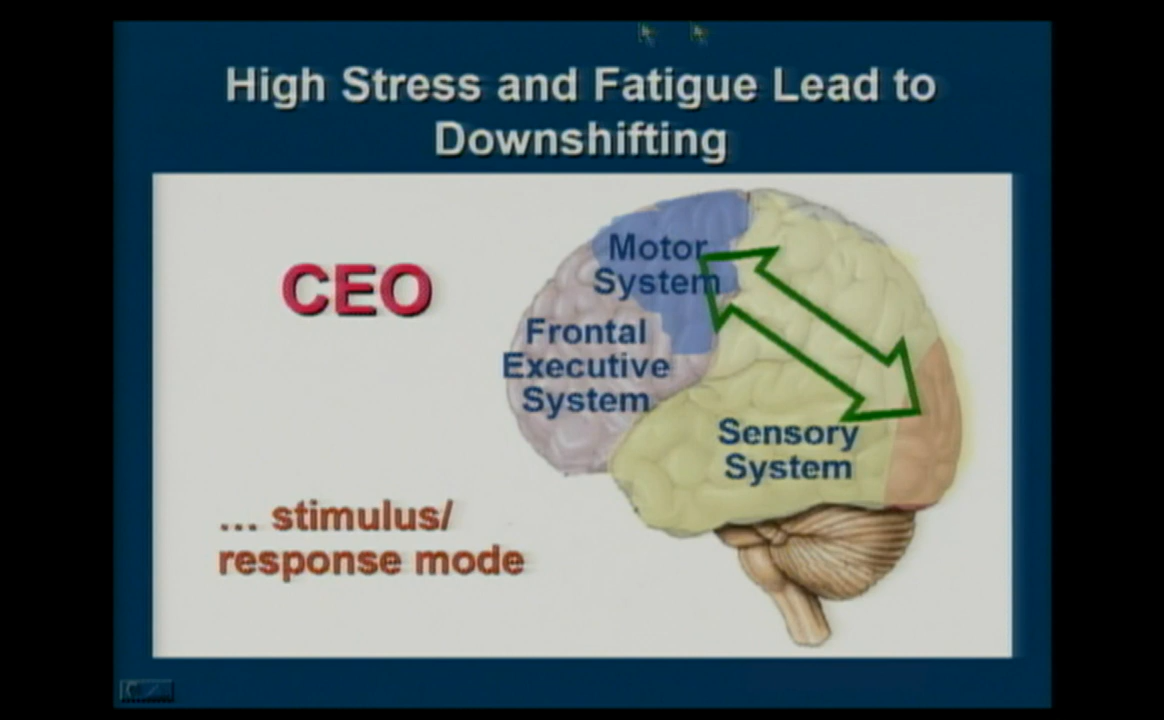 High Stress and Fatigue Lead to
Downshifting
CEO
Motor
System
Frontal
Executive
System
Sensory
System
... stimulus/
response mode